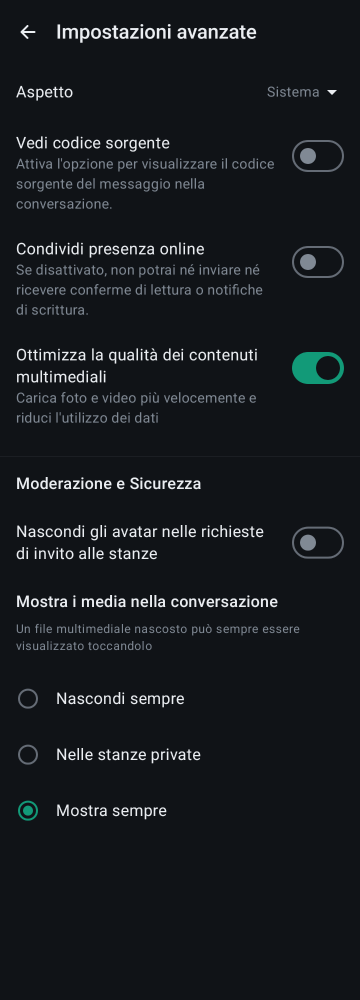 Impostazioni avanzate
Aspetto
Sistema
Vedi codice sorgente
Attiva l'opzione per visualizzare il codice
sorgente del messaggio nella
conversazione.
Condividi presenza online
Se disattivato, non potrai né inviare né
ricevere conferme di lettura o notifiche
di scrittura.
Ottimizza la qualità dei contenuti
multimediali
Carica foto e video più velocemente e
riduci l'utilizzo dei dati
Moderazione e Sicurezza
Nascondi gli avatar nelle richieste
di invito alle stanze
Mostra i media nella conversazione
Un file multimediale nascosto può sempre essere
visualizzato toccandolo
Nascondi sempre
Nelle stanze private
Mostra sempre